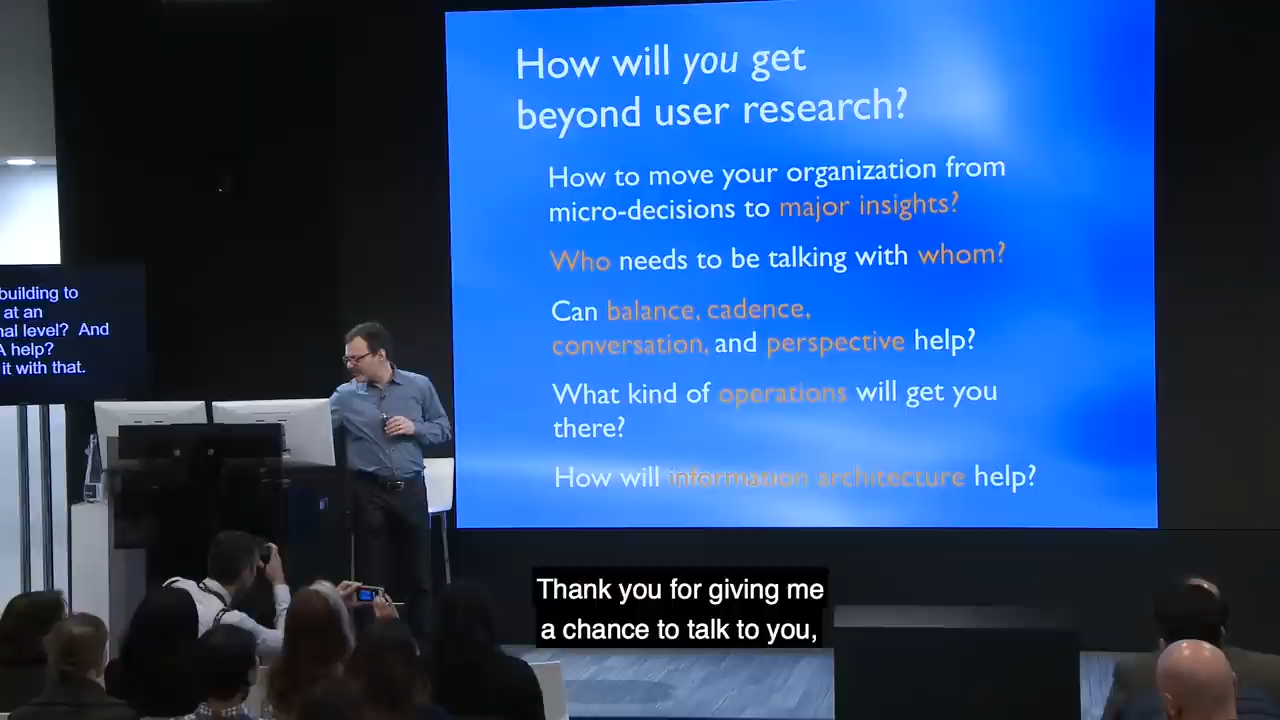 How will you get
beyond user research?
How to move your organization from
micro-decisions to major insights?
Who needs to be talking with whom?
Can balance, cadence,
conversation, and perspective help?
What kind of operations will get you
there?
How will information architecture help?
building to
at an
level? And
help?
it with that.
Thank you for giving me
a chance to talk to you,